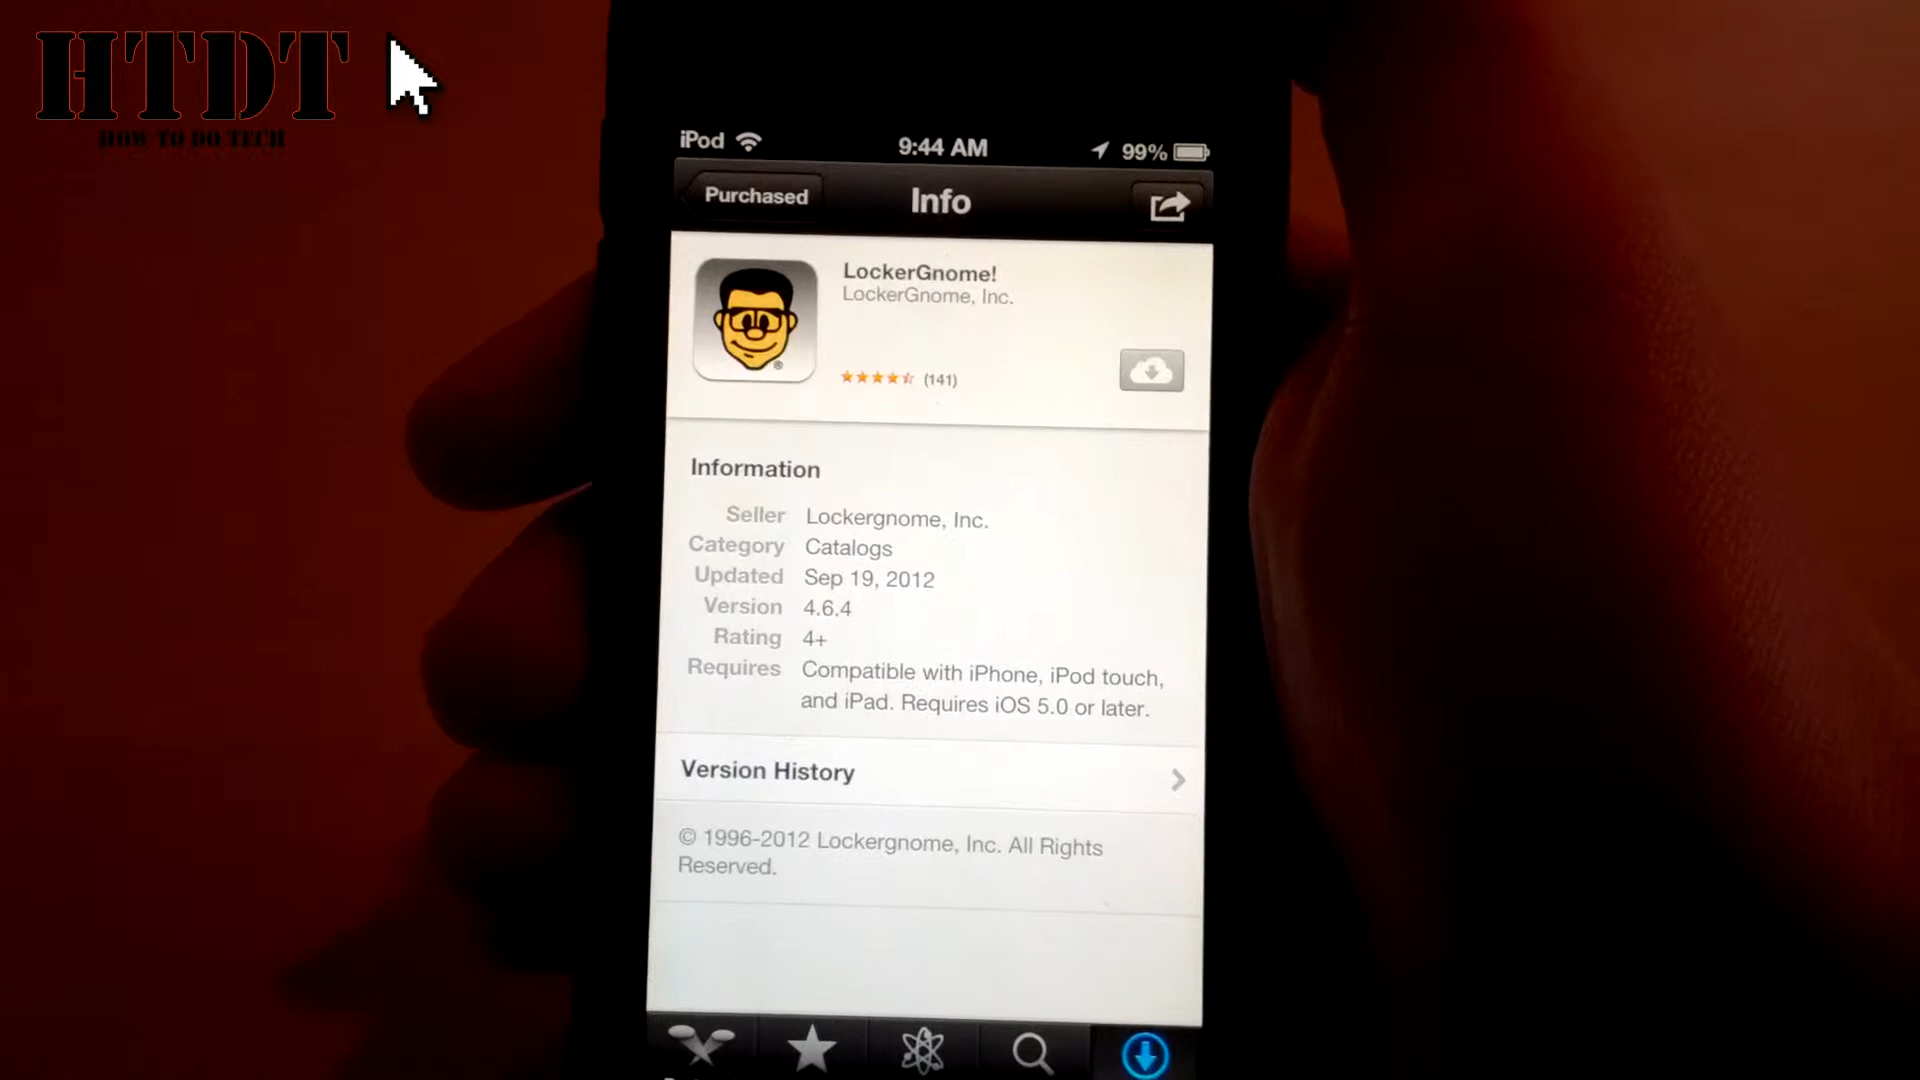 HTDT
HOW TO DO TECH
iPod 9:44 AM 99%
Purchased Info
LockerGnome!
LockerGnome, Inc.
(141)
®
Information
Seller Lockergnome, Inc.
Category Catalogs
Updated Sep 19, 2012
Version 4.6.4
Rating 4+
Requires Compatible with iPhone, iPod touch,
and iPad. Requires iOS 5.0 or later.
Version History
© 1996-2012 Lockergnome, Inc. All Rights
Reserved.